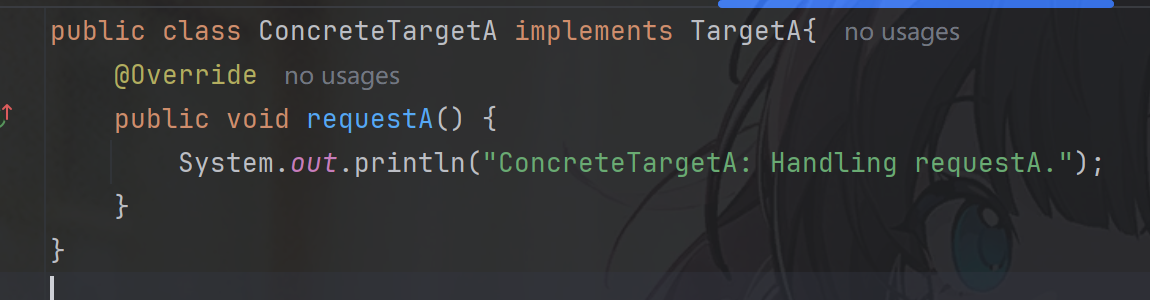 public class ConcreteTargetA implements TargetA{ no usages
@Override no usages
public void requestA() {
System.out.println("ConcreteTargetA: Handling requestA.");
}
}